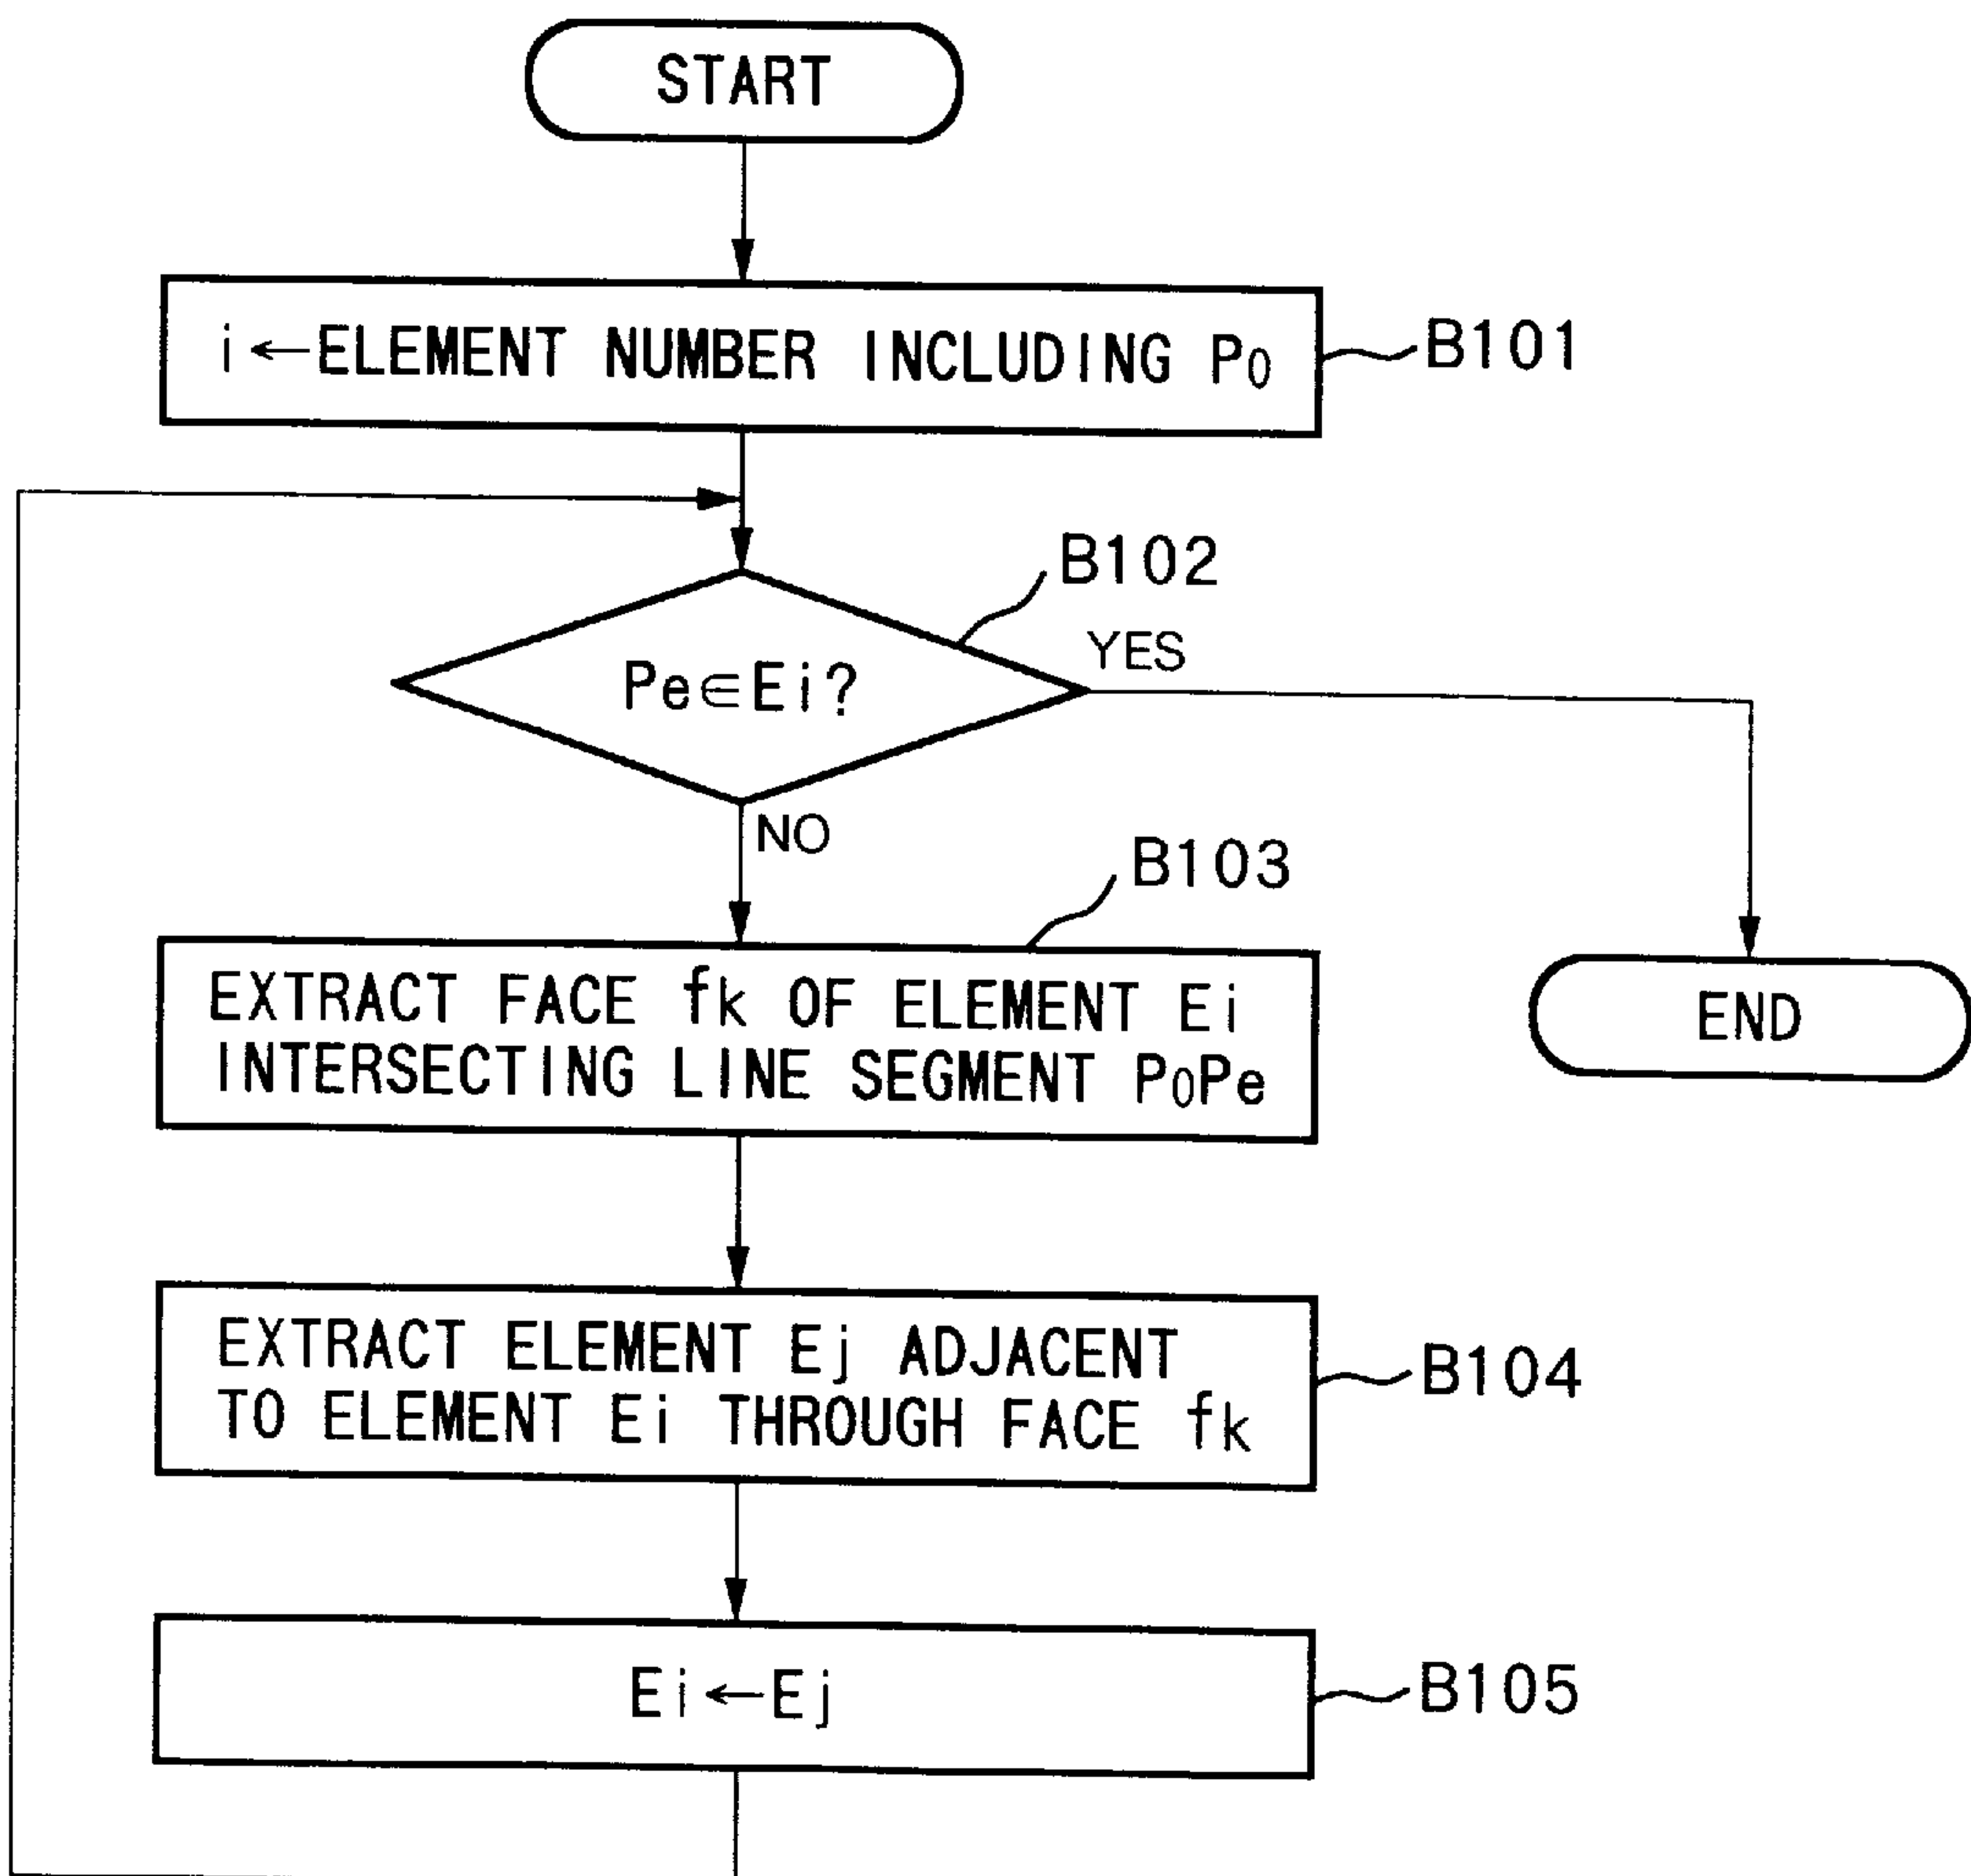 START
i←ELEMENT NUMBER INCLUDING P0
B101
B102
Pe∈Ei?
YES
NO
B103
EXTRACT FACE fk OF ELEMENT Ei
INTERSECTING LINE SEGMENT P0Pe
END
EXTRACT ELEMENT Ej ADJACENT
TO ELEMENT Ei THROUGH FACE fk
B104
Ei←Ej
B105